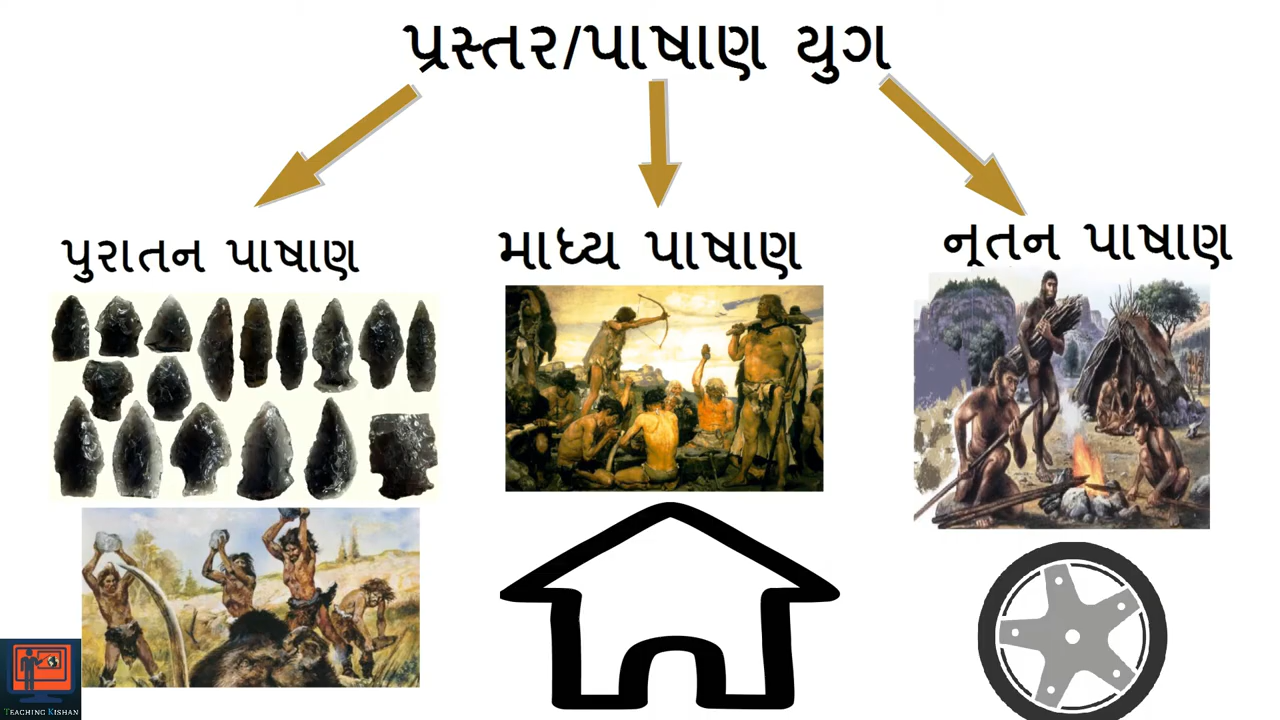 પ્રસ્તર/પાષાણ યુગ
પુરાતન પાષાણ
માધ્ય પાષાણ
નૂતન પાષાણ
TEACHING KISHAN